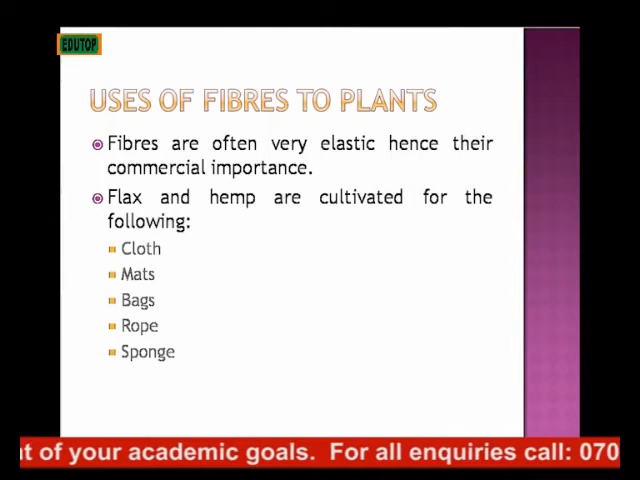 EDUTOP
USES OF FIBRES TO PLANTS
Fibres are often very elastic hence their
commercial importance.
Flax and hemp are cultivated for the
following:
Cloth
Mats
Bags
Rope
Sponge
of your academic goals. For all enquiries call: 070